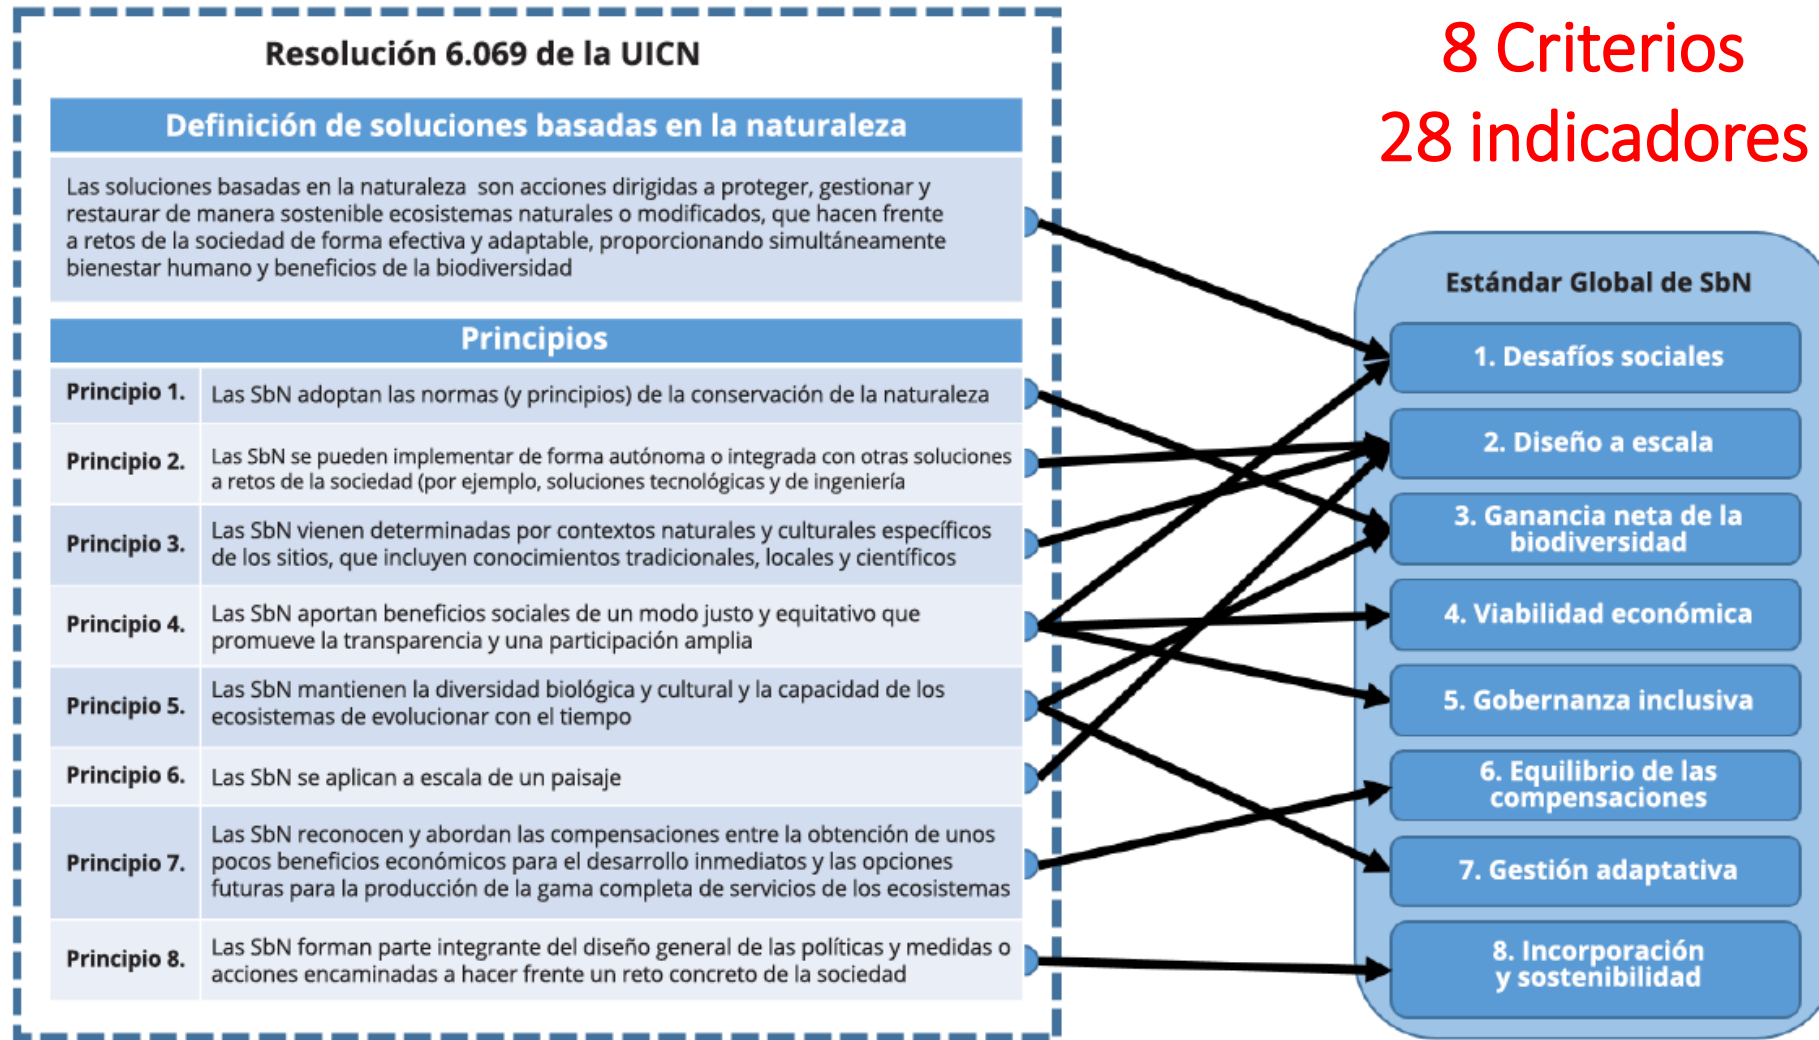 Resolución 6.069 de la UICN
Definición de soluciones basadas en la naturaleza
Las soluciones basadas en la naturaleza son acciones dirigidas a proteger, gestionar y
restaurar de manera sostenible ecosistemas naturales o modificados, que hacen frente
a retos de la sociedad de forma efectiva y adaptable, proporcionando simultáneamente
bienestar humano y beneficios de la biodiversidad
Principios
Principio 1.
Las SbN adoptan las normas (y principios) de la conservación de la naturaleza
Principio 2.
Las SbN se pueden implementar de forma autónoma o integrada con otras soluciones
a retos de la sociedad (por ejemplo, soluciones tecnológicas y de ingeniería
Principio 3.
Las SbN vienen determinadas por contextos naturales y culturales específicos
de los sitios, que incluyen conocimientos tradicionales, locales y científicos
Principio 4.
Las SbN aportan beneficios sociales de un modo justo y equitativo que
promueve la transparencia y una participación amplia
Principio 5.
Las SbN mantienen la diversidad biológica y cultural y la capacidad de los
ecosistemas de evolucionar con el tiempo
Principio 6.
Las SbN se aplican a escala de un paisaje
Principio 7.
Las SbN reconocen y abordan las compensaciones entre la obtención de unos
pocos beneficios económicos para el desarrollo inmediatos y las opciones
futuras para la producción de la gama completa de servicios de los ecosistemas
Principio 8.
Las SbN forman parte integrante del diseño general de las políticas y medidas o
acciones encaminadas a hacer frente un reto concreto de la sociedad
8 Criterios
28 indicadores
Estándar Global de SbN
1. Desafíos sociales
2. Diseño a escala
3. Ganancia neta de la
biodiversidad
4. Viabilidad económica
5. Gobernanza inclusiva
6. Equilibrio de las
compensaciones
7. Gestión adaptativa
8. Incorporación
y sostenibilidad